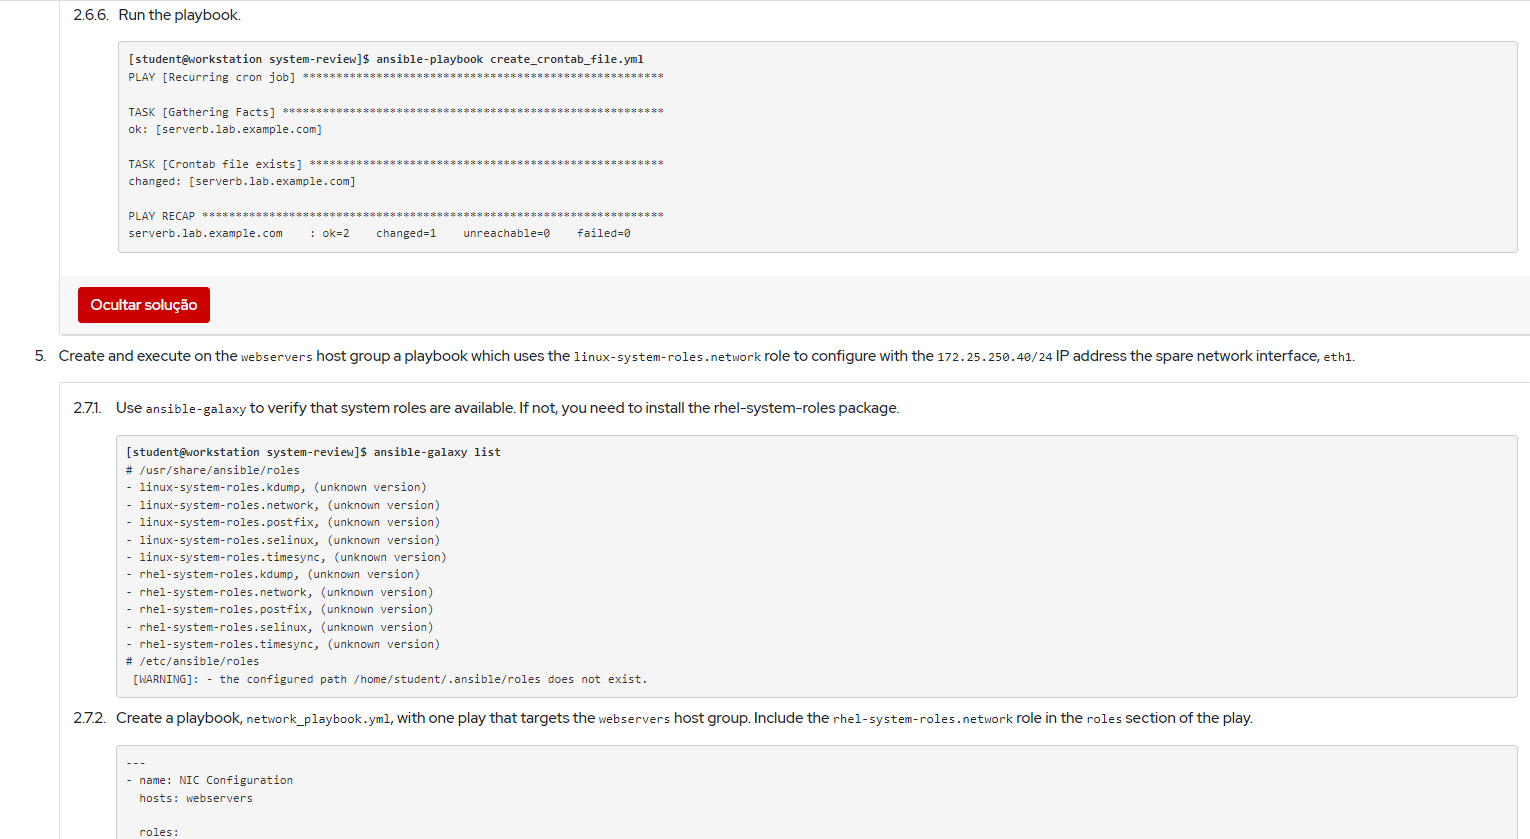 2.6.6. Run the playbook.
[student@workstation system-review]$ ansible-playbook create_crontab_file.yml
PLAY [Recurring cron job] ******************************************************
TASK [Gathering Facts] *********************************************************
ok: [serverb.lab.example.com]
TASK [Crontab file exists] *****************************************************
changed: [serverb.lab.example.com]
PLAY RECAP *********************************************************************
serverb.lab.example.com    : ok=2    changed=1    unreachable=0    failed=0
Ocultar solução
5. Create and execute on the webservers host group a playbook which uses the linux-system-roles.network role to configure with the 172.25.250.40/24 IP address the spare network interface, eth1.
2.7.1. Use ansible-galaxy to verify that system roles are available. If not, you need to install the rhel-system-roles package.
[student@workstation system-review]$ ansible-galaxy list
# /usr/share/ansible/roles
- linux-system-roles.kdump, (unknown version)
- linux-system-roles.network, (unknown version)
- linux-system-roles.postfix, (unknown version)
- linux-system-roles.selinux, (unknown version)
- linux-system-roles.timesync, (unknown version)
- rhel-system-roles.kdump, (unknown version)
- rhel-system-roles.network, (unknown version)
- rhel-system-roles.postfix, (unknown version)
- rhel-system-roles.selinux, (unknown version)
- rhel-system-roles.timesync, (unknown version)
# /etc/ansible/roles
[WARNING]: - the configured path /home/student/.ansible/roles does not exist.
2.7.2. Create a playbook, network_playbook.yml, with one play that targets the webservers host group. Include the rhel-system-roles.network role in the roles section of the play.
---
- name: NIC Configuration
hosts: webservers
roles: